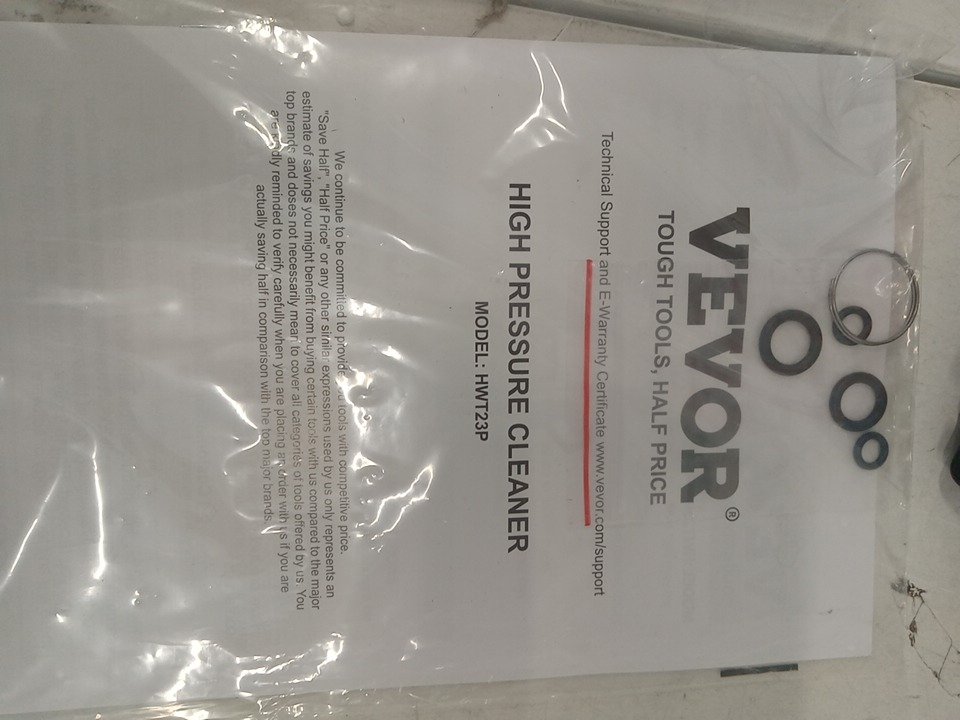 VEVOR®
TOUGH TOOLS, HALF PRICE
Technical Support and E-Warranty Certificate www.vevor.com/support
HIGH PRESSURE CLEANER
MODEL: HWT23P
We continue to be committed to provide you tools with competitive price.
"Save Half", "Half Price" or any other similar expressions used by us only represents an
estimate of savings you might benefit from buying certain tools with us compared to the major
top brands and doses not necessarily mean to cover all categories of tools offered by us. You
are kindly reminded to verify carefully when you are placing an order with us if you are
actually saving half in comparison with the top major brands.